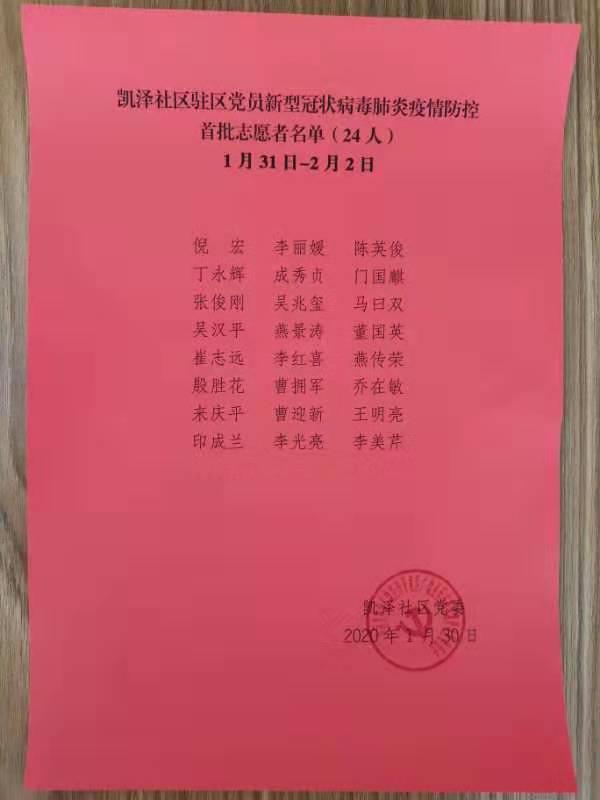 凯泽社区驻区党员新型冠状病毒肺炎疫情防控
首批志愿者名单（24人）
1月31日-2月2日
倪 宏 李丽媛 陈英俊
丁永辉 成秀贞 门国麒
张俊刚 吴兆玺 马曰双
吴汉平 燕景涛 董国英
崔志远 李红喜 燕传荣
殷胜花 曹拥军 乔在敏
来庆平 曹迎新 王明亮
印成兰 李光亮 李美芹
凯泽社区党委
2020年1月30日